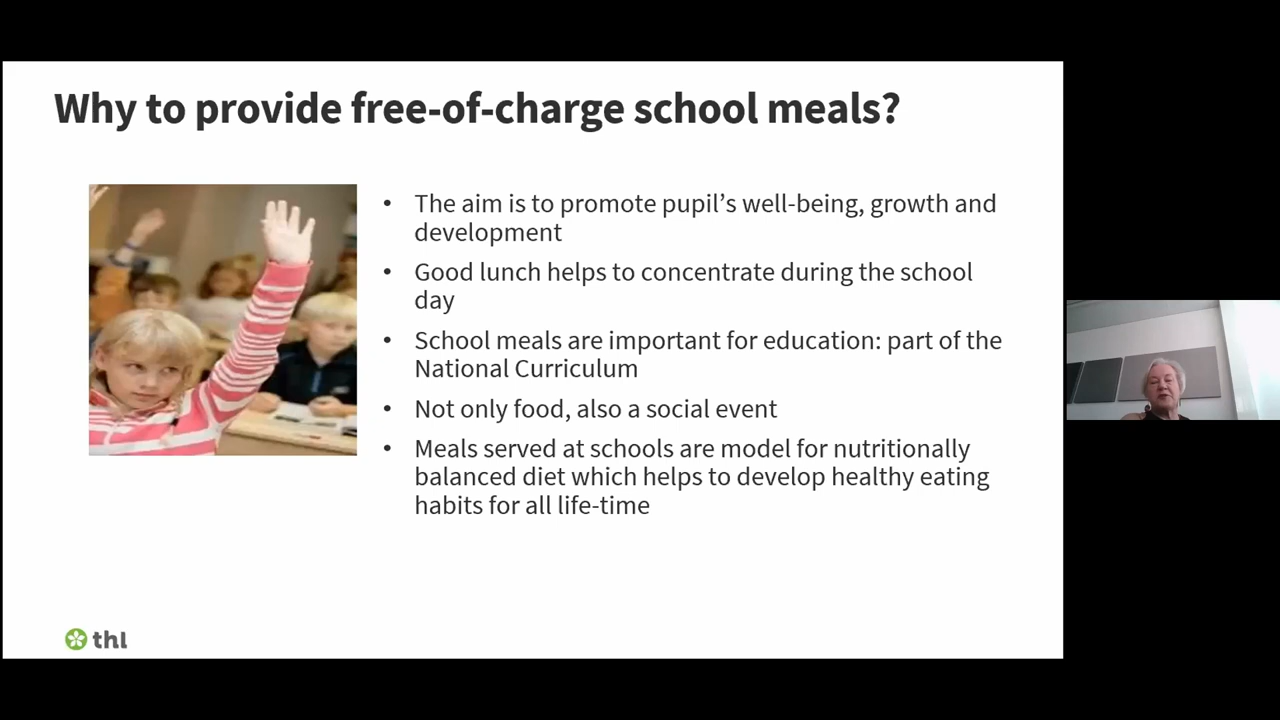 Why to provide free-of-charge school meals?
• The aim is to promote pupil’s well-being, growth and
development
• Good lunch helps to concentrate during the school
day
• School meals are important for education: part of the
National Curriculum
• Not only food, also a social event
• Meals served at schools are model for nutritionally
balanced diet which helps to develop healthy eating
habits for all life-time
thl